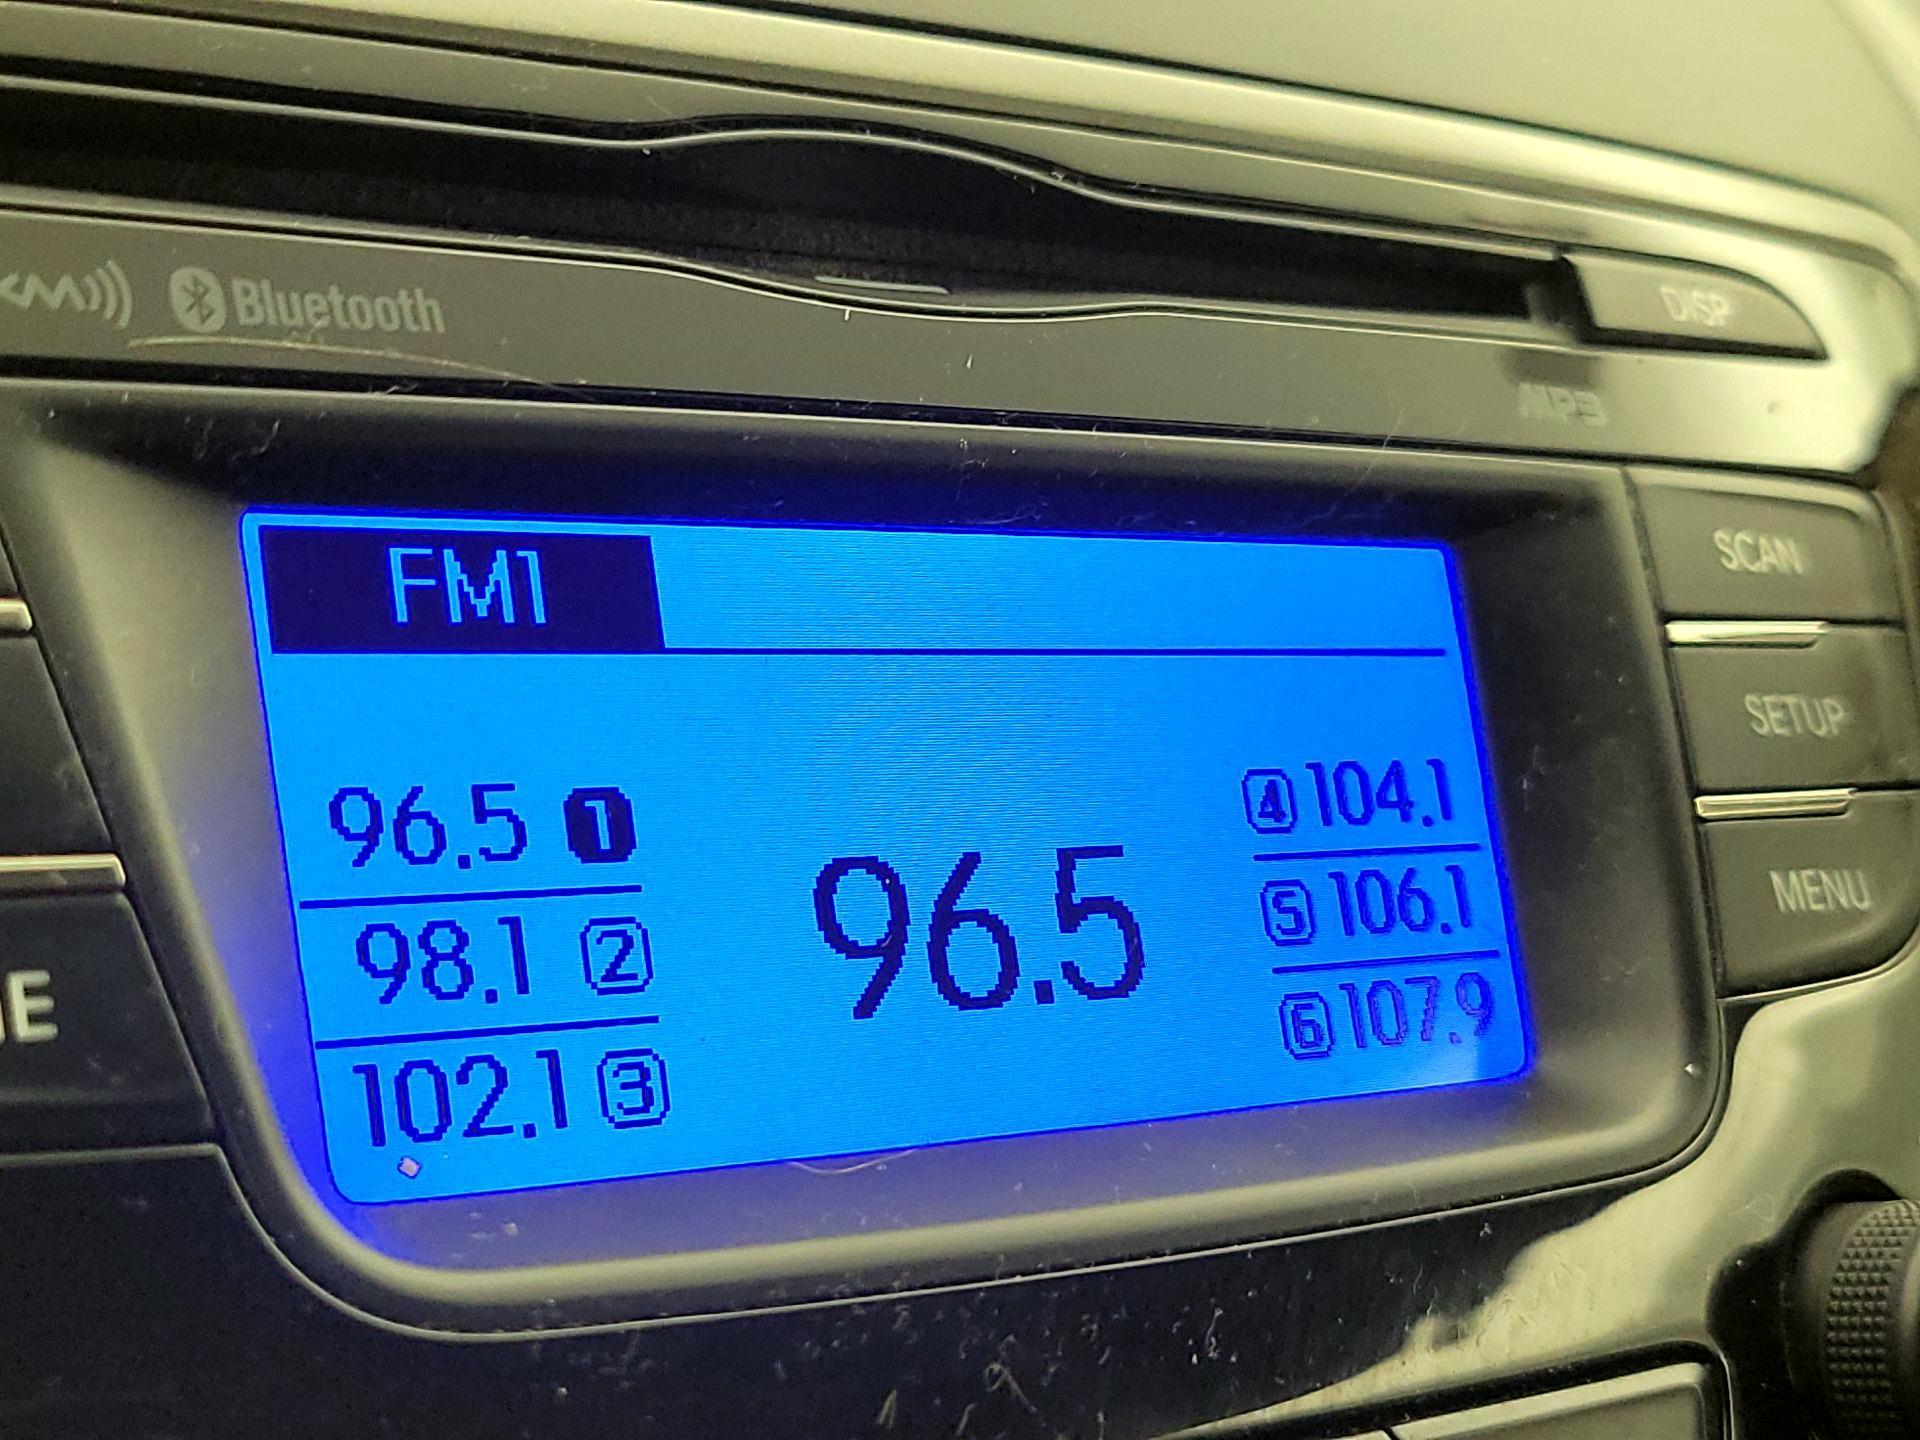 Bluetooth
DISP
MP3
FM1
SCAN
SETUP
MENU
96.5 1
98.1 2
102.1 3
96.5
4 104.1
5 106.1
6 107.9